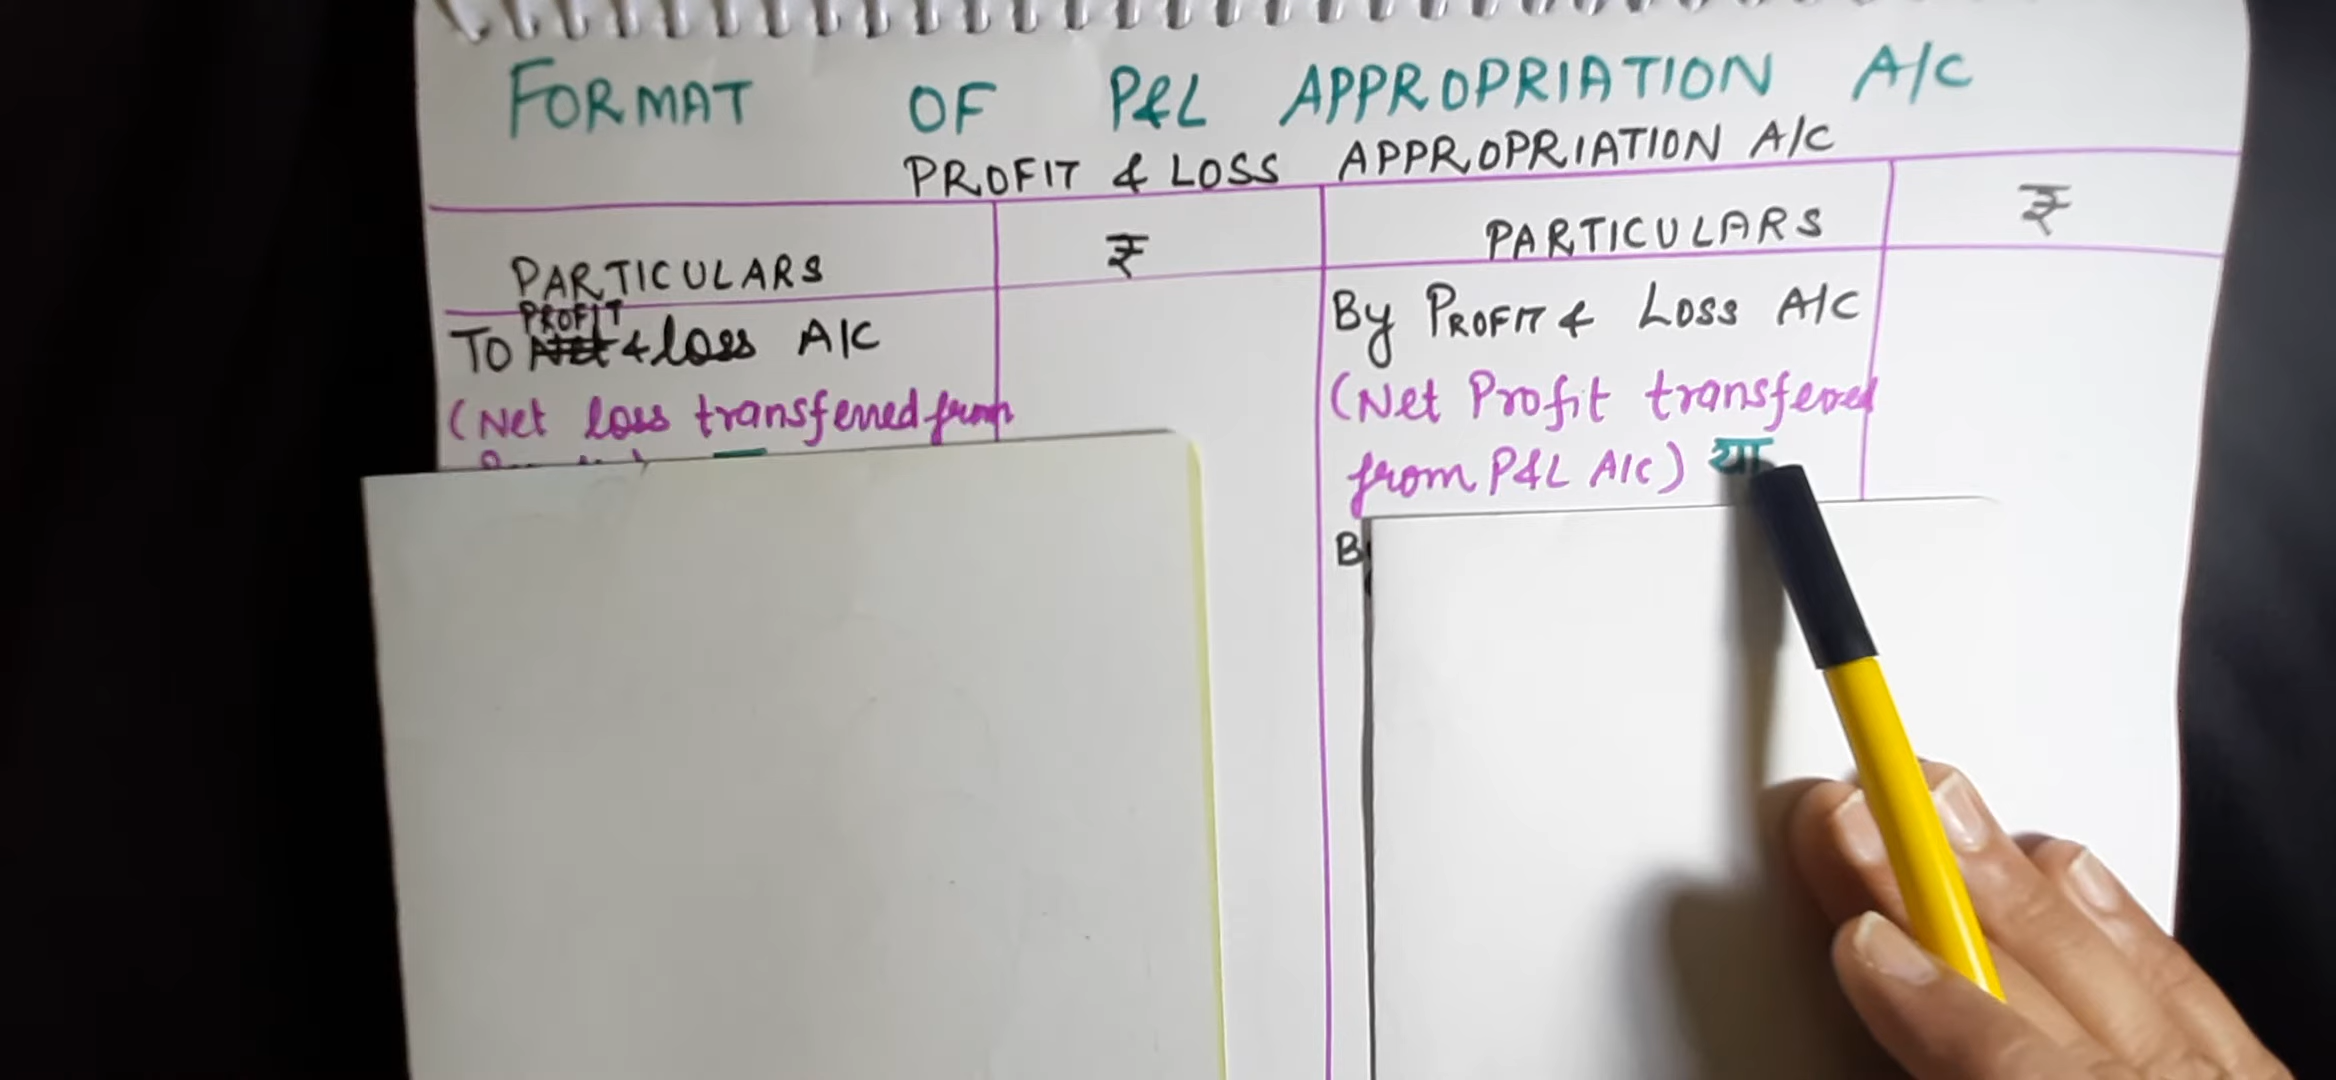 FORMAT OF P&L APPROPRIATION A/C
PROFIT & LOSS APPROPRIATION A/C
PARTICULARS ₹ PARTICULARS ₹
PROFIT
TO Net & loss A/C
(Net loss transferred from
By PROFIT & LOSS A/C
(Net Profit transfered
from P&L A/C) या
B